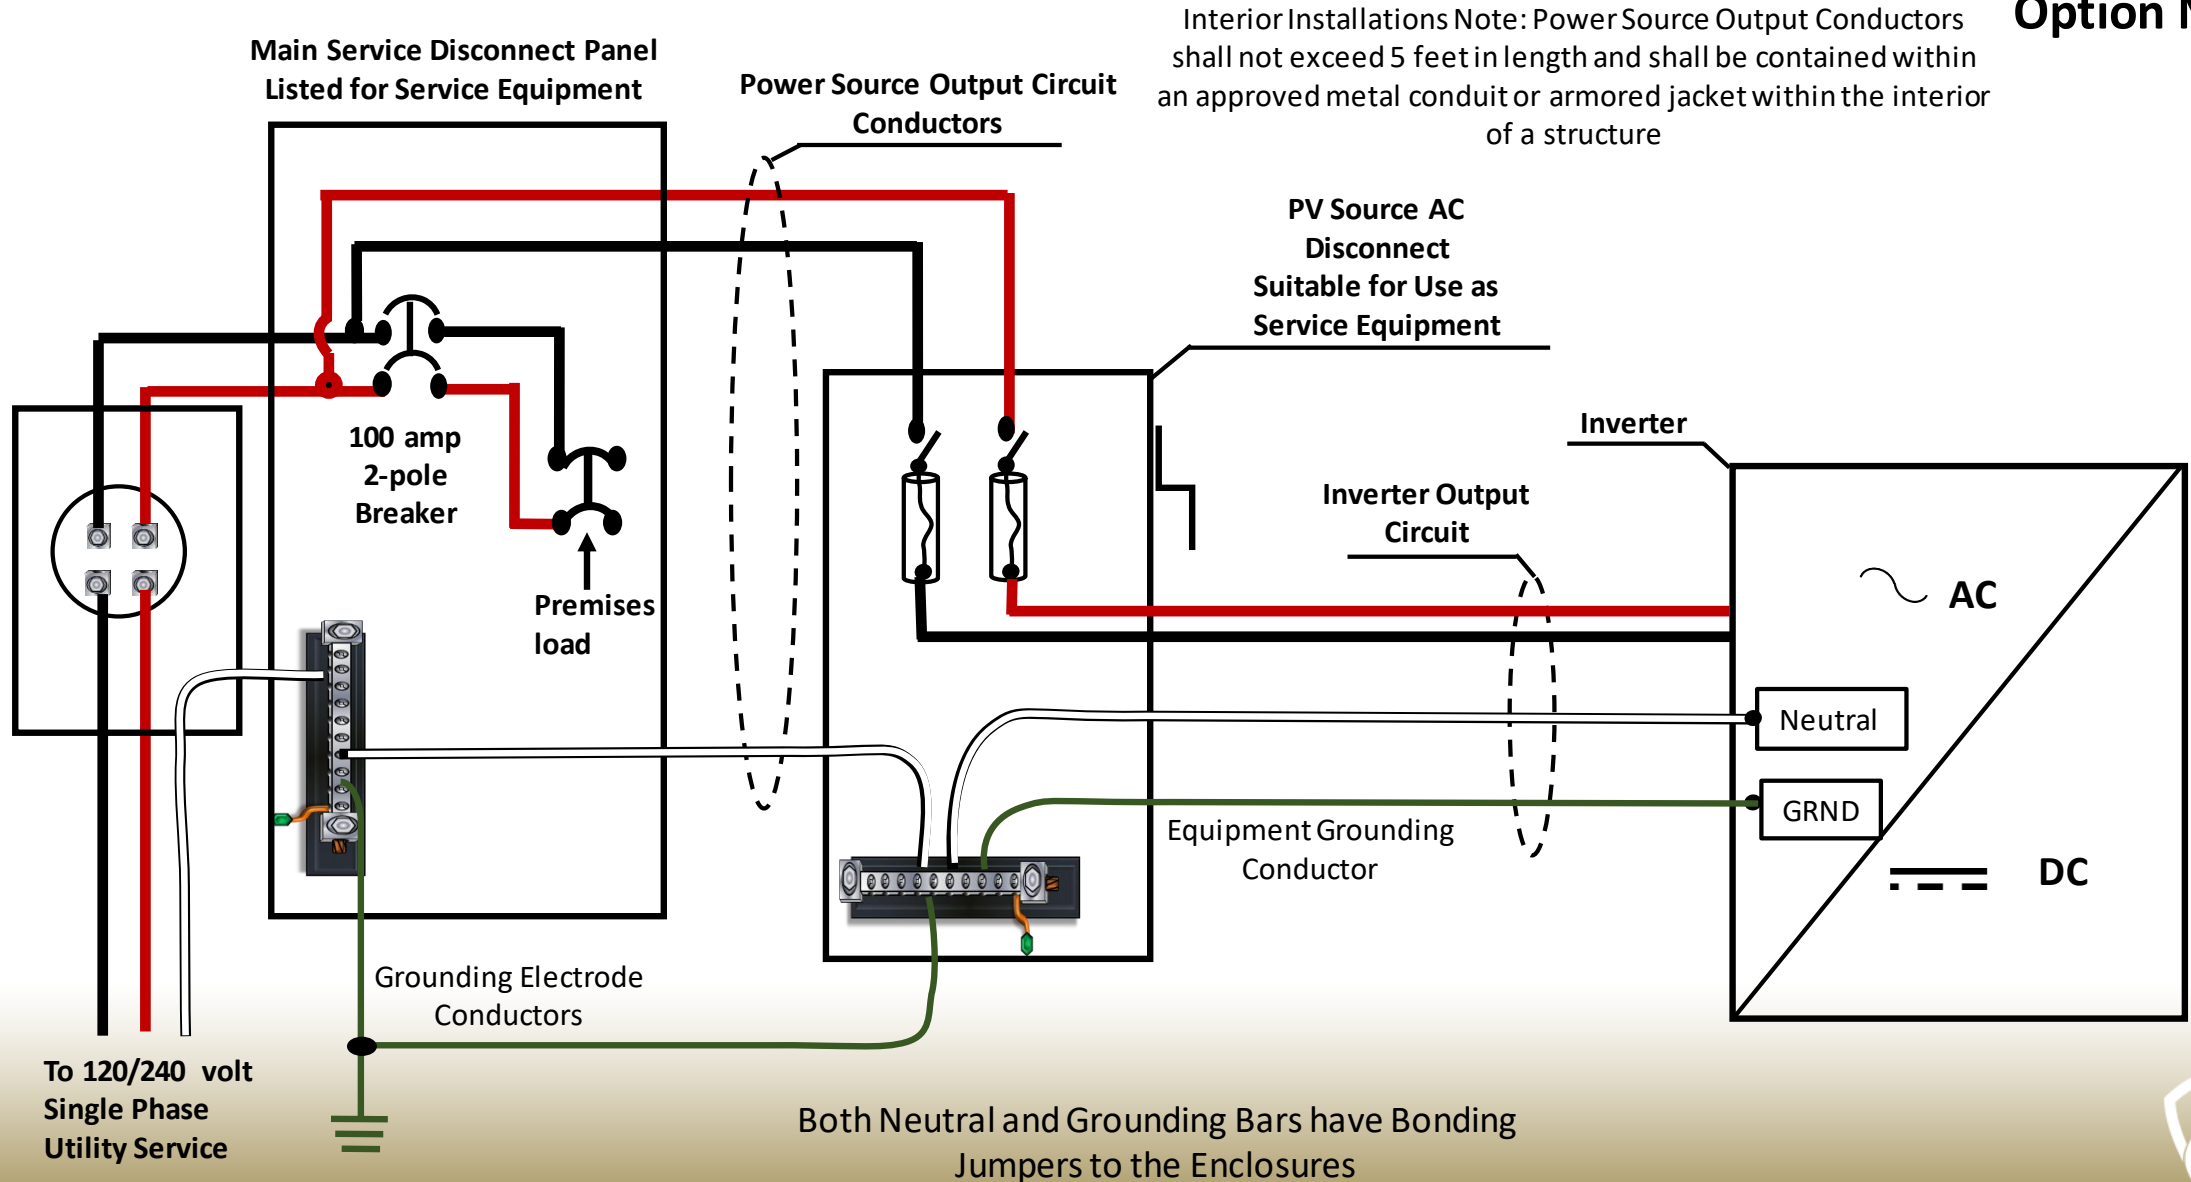 Option
Interior Installations Note: Power Source Output Conductors
shall not exceed 5 feet in length and shall be contained within
an approved metal conduit or armored jacket within the interior
of a structure
Main Service Disconnect Panel
Listed for Service Equipment
Power Source Output Circuit
Conductors
PV Source AC
Disconnect
Suitable for Use as
Service Equipment
100 amp
2-pole
Breaker
Inverter
Inverter Output
Circuit
Premises
load
AC
Neutral
GRND
Equipment Grounding
Conductor
DC
Grounding Electrode
Conductors
To 120/240 volt
Single Phase
Utility Service
Both Neutral and Grounding Bars have Bonding
Jumpers to the Enclosures